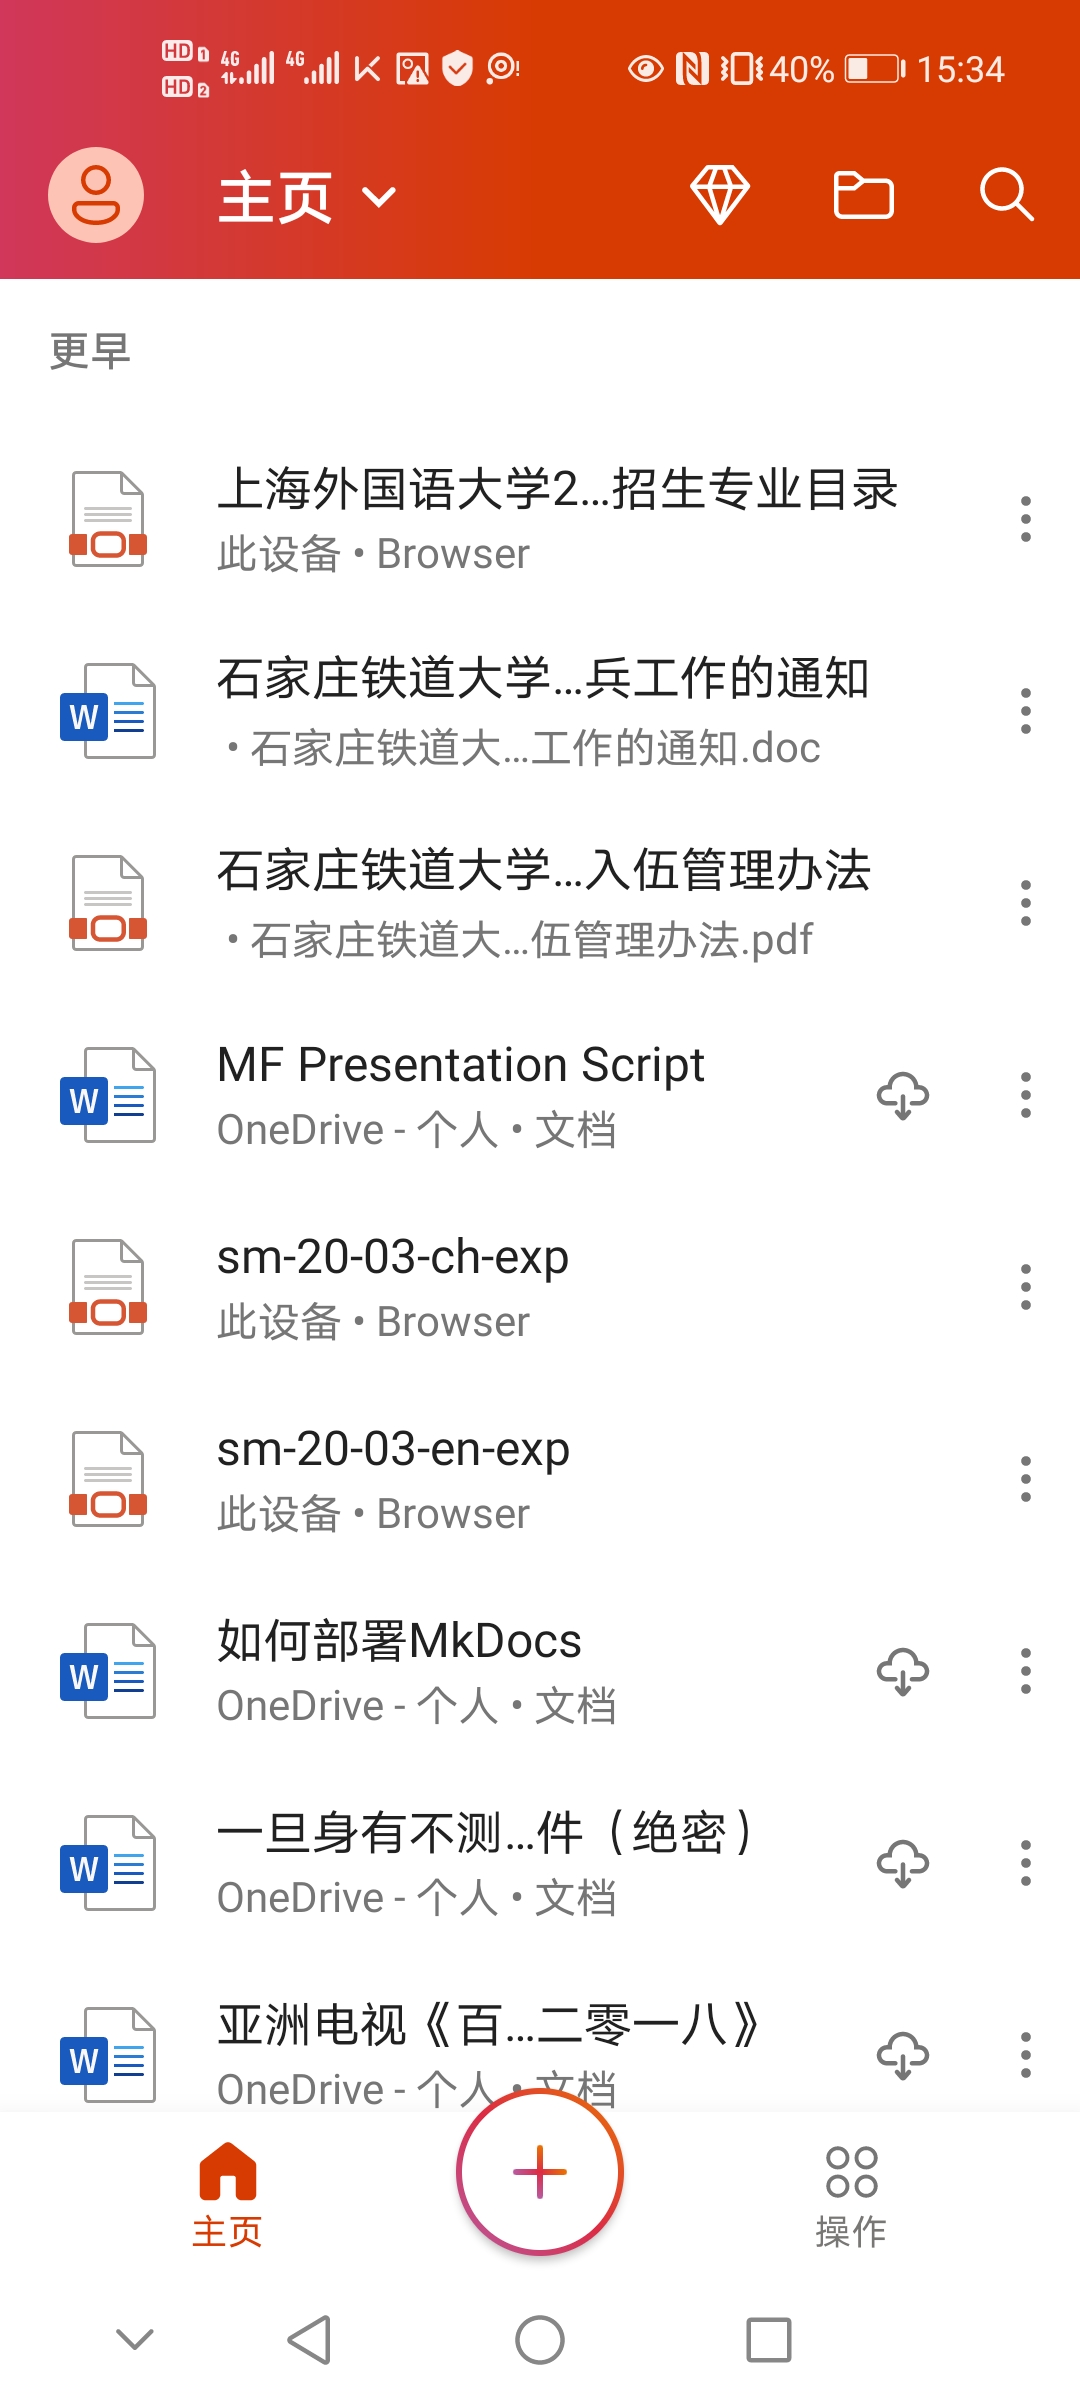 HD 1 4G 4G 40% 15:34
HD 2
主页
更早
上海外国语大学2...招生专业目录
此设备 • Browser
W
石家庄铁道大学...兵工作的通知
• 石家庄铁道大...工作的通知.doc
石家庄铁道大学...入伍管理办法
• 石家庄铁道大...伍管理办法.pdf
W
MF Presentation Script
OneDrive - 个人 • 文档
sm-20-03-ch-exp
此设备 • Browser
sm-20-03-en-exp
此设备 • Browser
W
如何部署MkDocs
OneDrive - 个人 • 文档
W
一旦身有不测...件（绝密）
OneDrive - 个人 • 文档
W
亚洲电视《百...二零一八》
OneDrive - 个人 • 文档
主页
操作